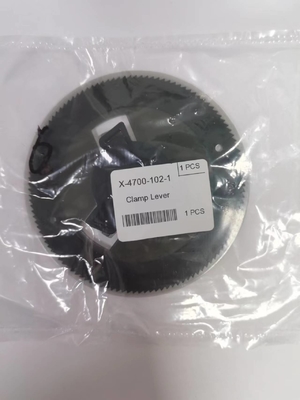 1 PCS
X-4700-102-1
Clamp Lever
1 PCS